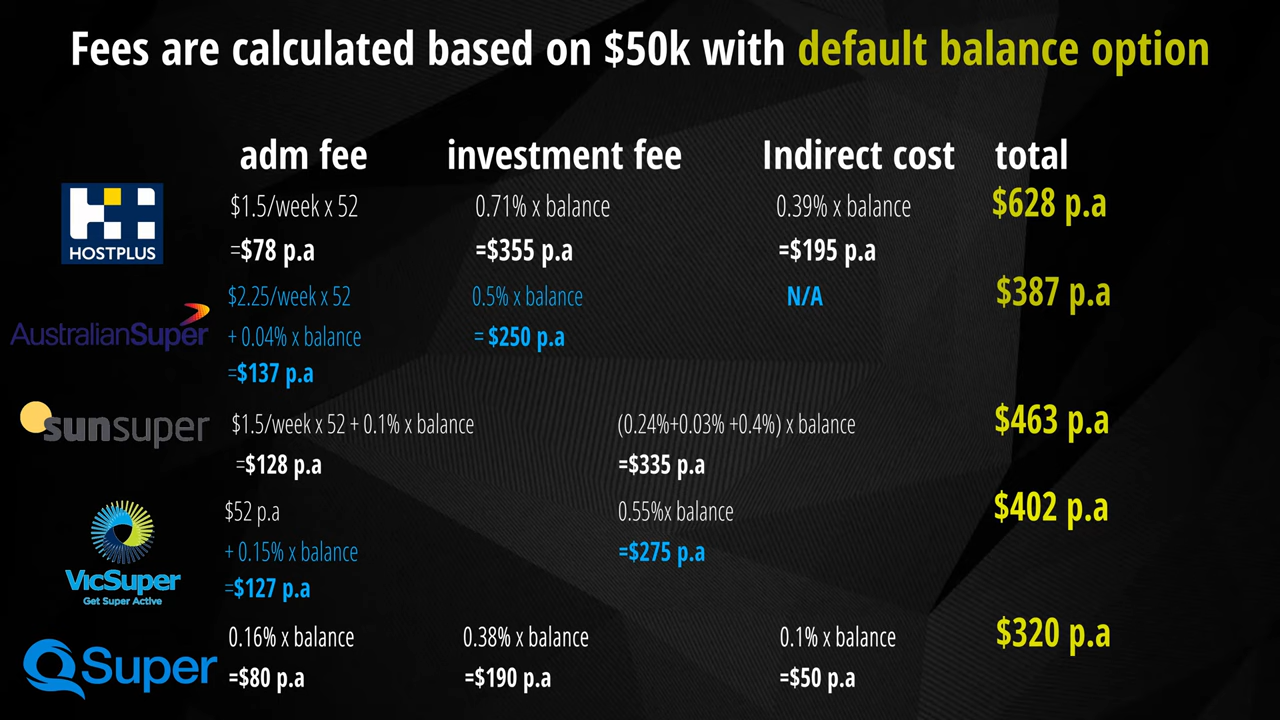 Fees are calculated based on $50k with default balance option
adm fee investment fee Indirect cost total
HOSTPLUS
$1.5/week x 52 0.71% x balance 0.39% x balance $628 p.a
=$78 p.a =$355 p.a =$195 p.a
AustralianSuper
$2.25/week x 52 0.5% x balance N/A $387 p.a
+ 0.04% x balance = $250 p.a
=$137 p.a
sunsuper
$1.5/week x 52 + 0.1% x balance (0.24%+0.03% +0.4%) x balance $463 p.a
=$128 p.a =$335 p.a
VicSuper
Get Super Active
$52 p.a 0.55%x balance $402 p.a
+ 0.15% x balance =$275 p.a
=$127 p.a
QSuper
0.16% x balance 0.38% x balance 0.1% x balance $320 p.a
=$80 p.a =$190 p.a =$50 p.a